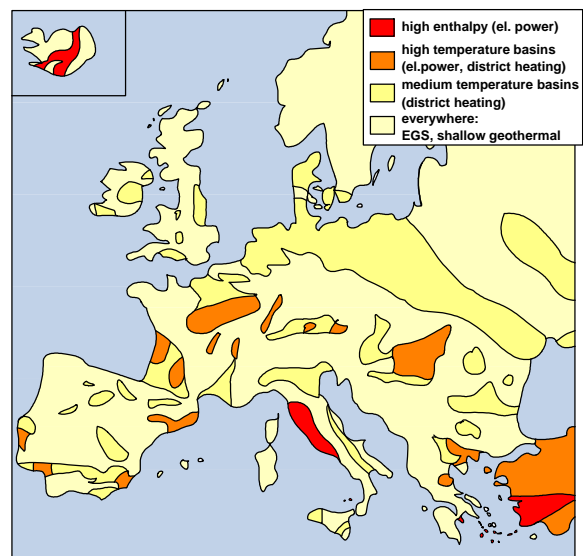 high enthalpy (el. power)
high temperature basins
(el.power, district heating)
medium temperature basins
(district heating)
everywhere:
EGS, shallow geothermal